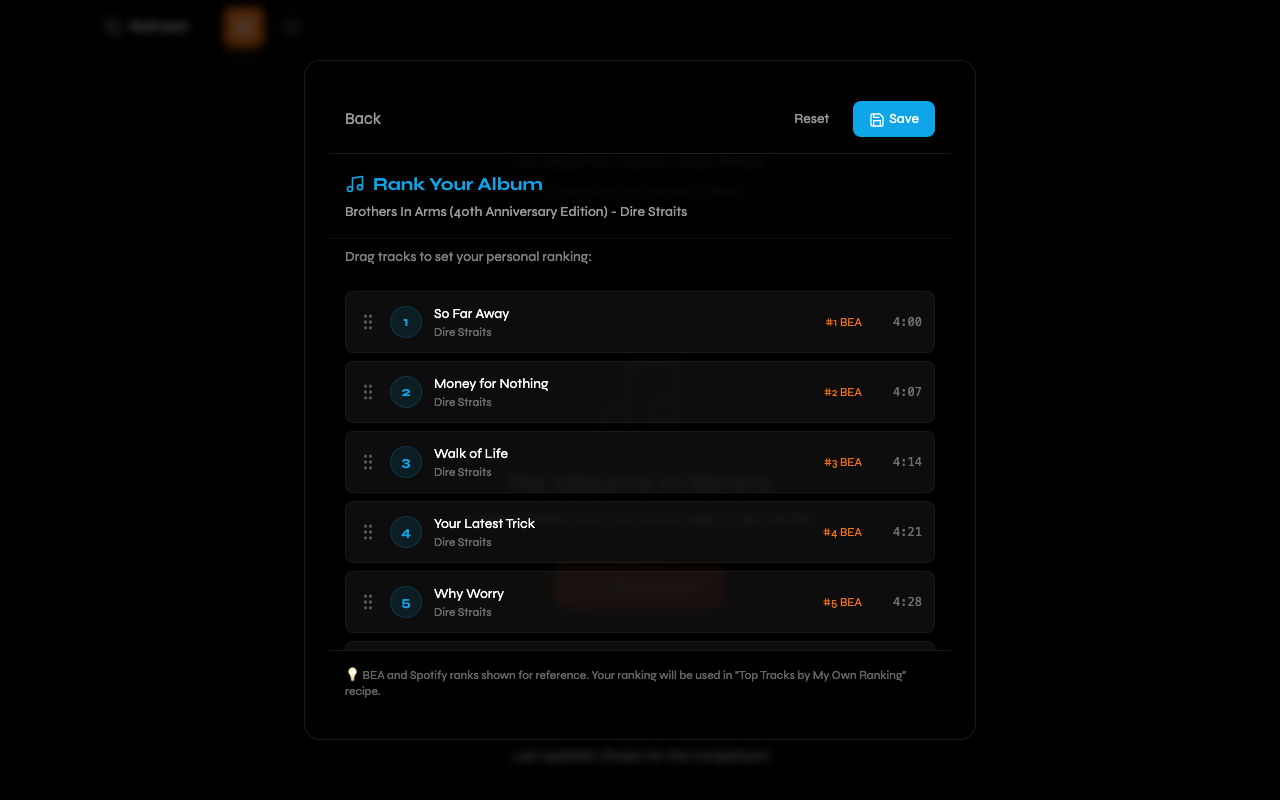 Refresh
Back
Reset
Save
Rank Your Album
Brothers In Arms (40th Anniversary Edition) - Dire Straits
Drag tracks to set your personal ranking:
1
So Far Away
Dire Straits
#1 BEA
4:00
2
Money for Nothing
Dire Straits
#2 BEA
4:07
3
Walk of Life
Dire Straits
#3 BEA
4:14
4
Your Latest Trick
Dire Straits
#4 BEA
4:21
5
Why Worry
Dire Straits
#5 BEA
4:28
BEA and Spotify ranks shown for reference. Your ranking will be used in "Top Tracks by My Own Ranking"
recipe.